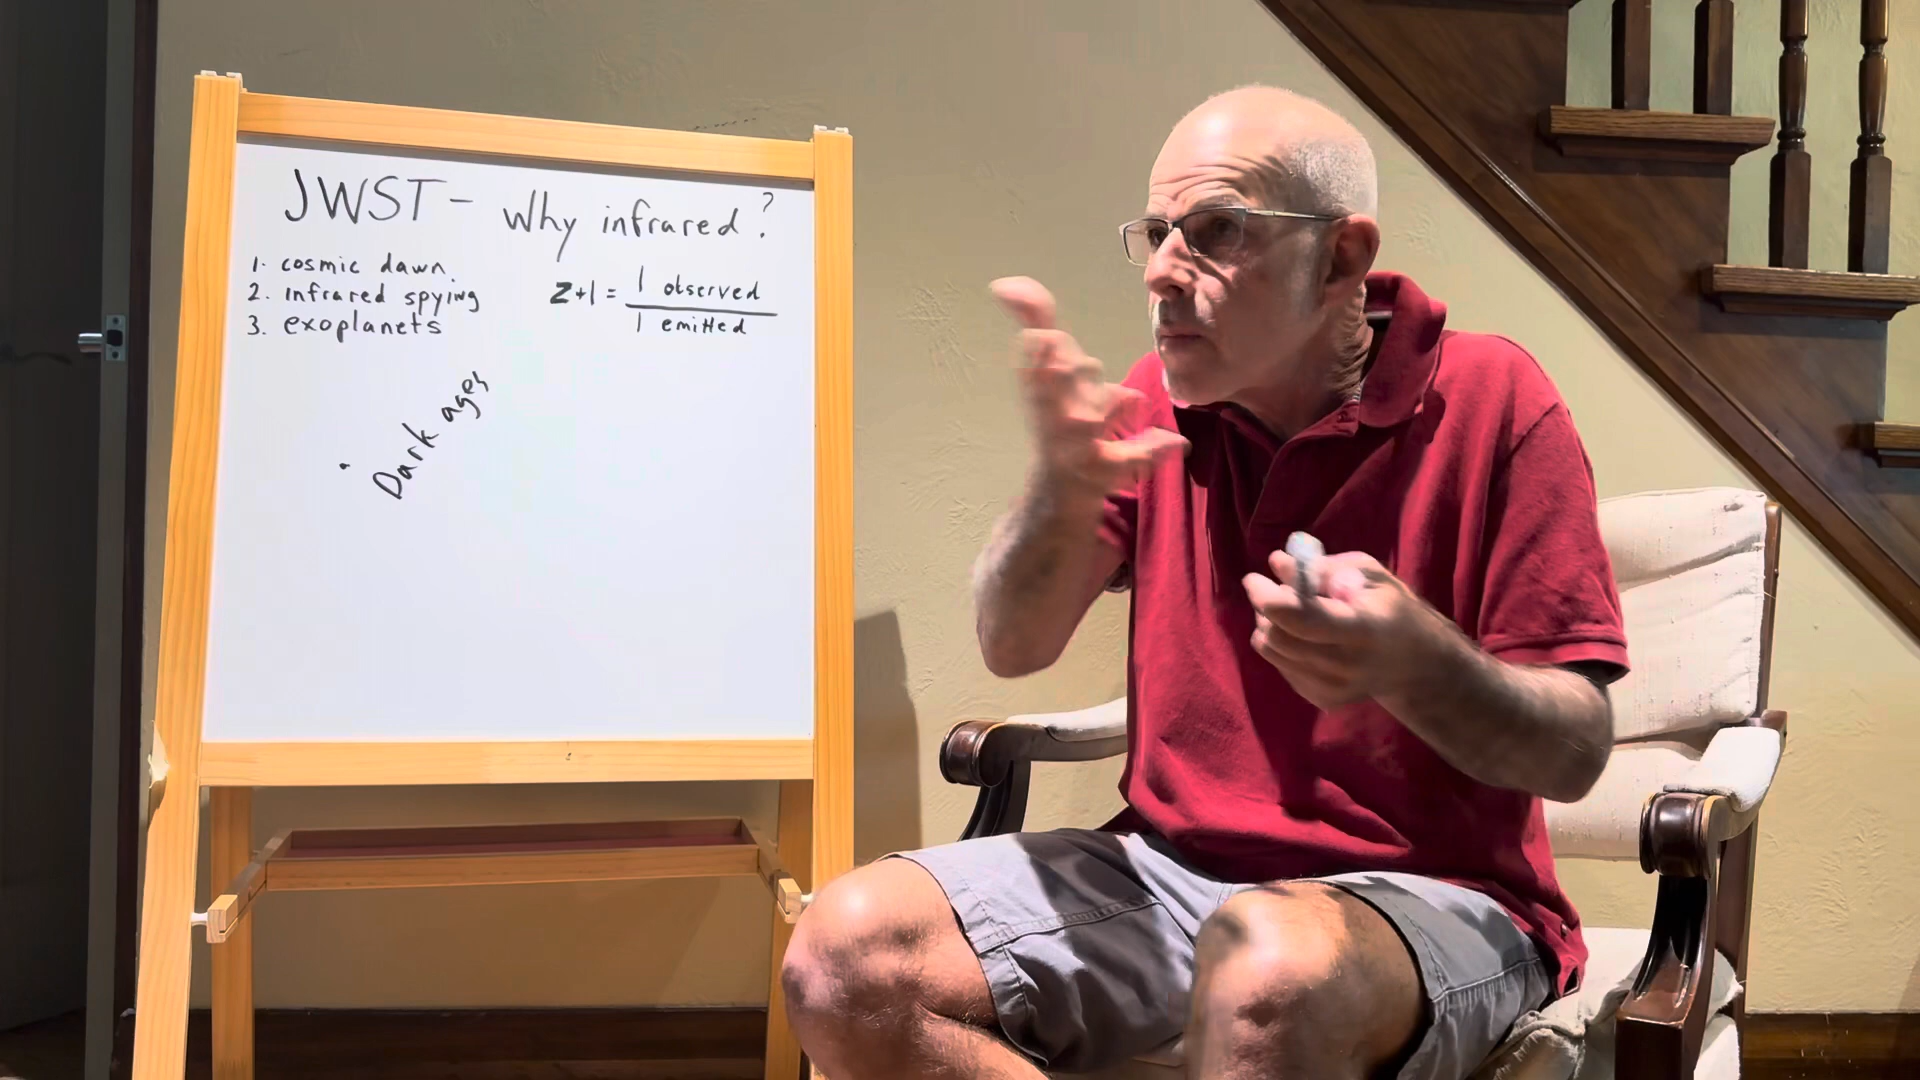 JWST - Why infrared?
1. cosmic dawn.
2. infrared spying
3. exoplanets
z+1 = l observed
l emitted
Dark ages